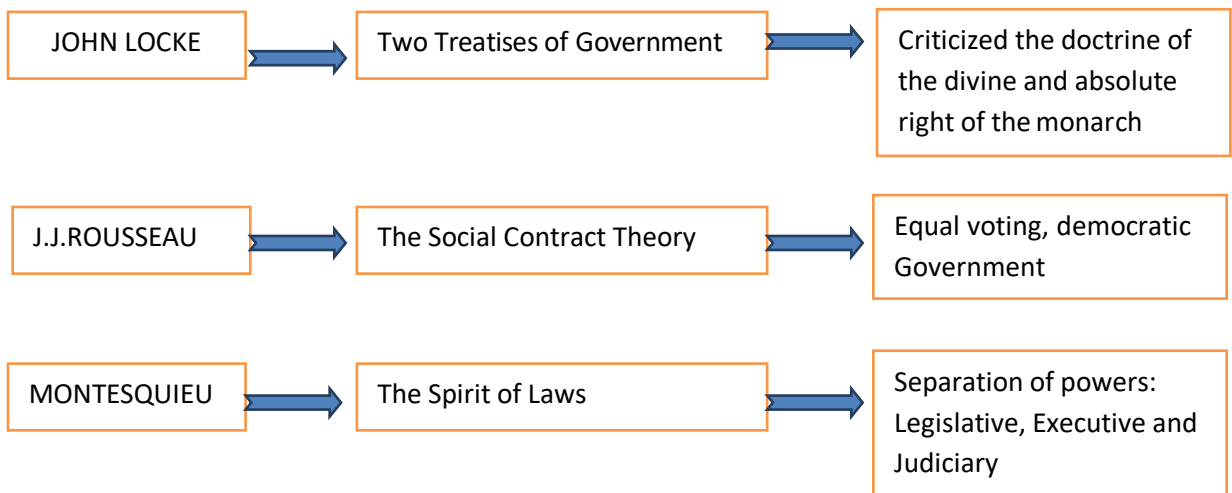 JOHN LOCKE
Two Treatises of Government
Criticized the doctrine of
the divine and absolute
right of the monarch
J.J.ROUSSEAU
The Social Contract Theory
Equal voting, democratic
Government
MONTESQUIEU
The Spirit of Laws
Separation of powers:
Legislative, Executive and
Judiciary